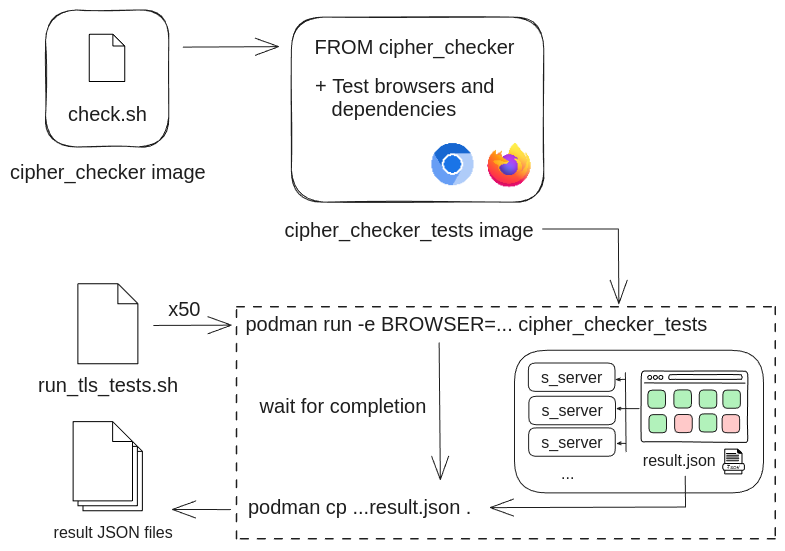 check.sh
cipher_checker image
FROM cipher_checker
+ Test browsers and
dependencies
cipher_checker_tests image
x50
run_tls_tests.sh
podman run -e BROWSER=... cipher_checker_tests
wait for completion
s_server
s_server
s_server
...
result.json
JSON
podman cp ...result.json .
result JSON files